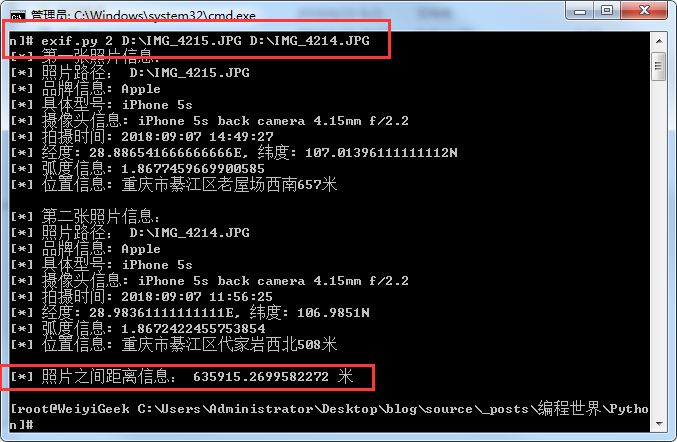 管理员: C:\Windows\system32\cmd.exe
n]# exif.py 2 D:\IMG_4215.JPG D:\IMG_4214.JPG
[*] 第一张照片信息:
[*] 照片路径: D:\IMG_4215.JPG
[*] 品牌信息: Apple
[*] 具体型号: iPhone 5s
[*] 摄像头信息: iPhone 5s back camera 4.15mm f/2.2
[*] 拍摄时间: 2018:09:07 14:49:27
[*] 经度: 28.886541666666666E, 纬度: 107.01396111111112N
[*] 弧度信息: 1.8677459669900585
[*] 位置信息: 重庆市綦江区老屋场西南657米
[*] 第二张照片信息:
[*] 照片路径: D:\IMG_4214.JPG
[*] 品牌信息: Apple
[*] 具体型号: iPhone 5s
[*] 摄像头信息: iPhone 5s back camera 4.15mm f/2.2
[*] 拍摄时间: 2018:09:07 11:56:25
[*] 经度: 28.98361111111111E, 纬度: 106.9851N
[*] 弧度信息: 1.8672422455753854
[*] 位置信息: 重庆市綦江区代家岩西北508米
[*] 照片之间距离信息: 635915.2699582272 米
[root@WeiyiGeek C:\Users\Administrator\Desktop\blog\source\_posts\编程世界\Pytho
n]#